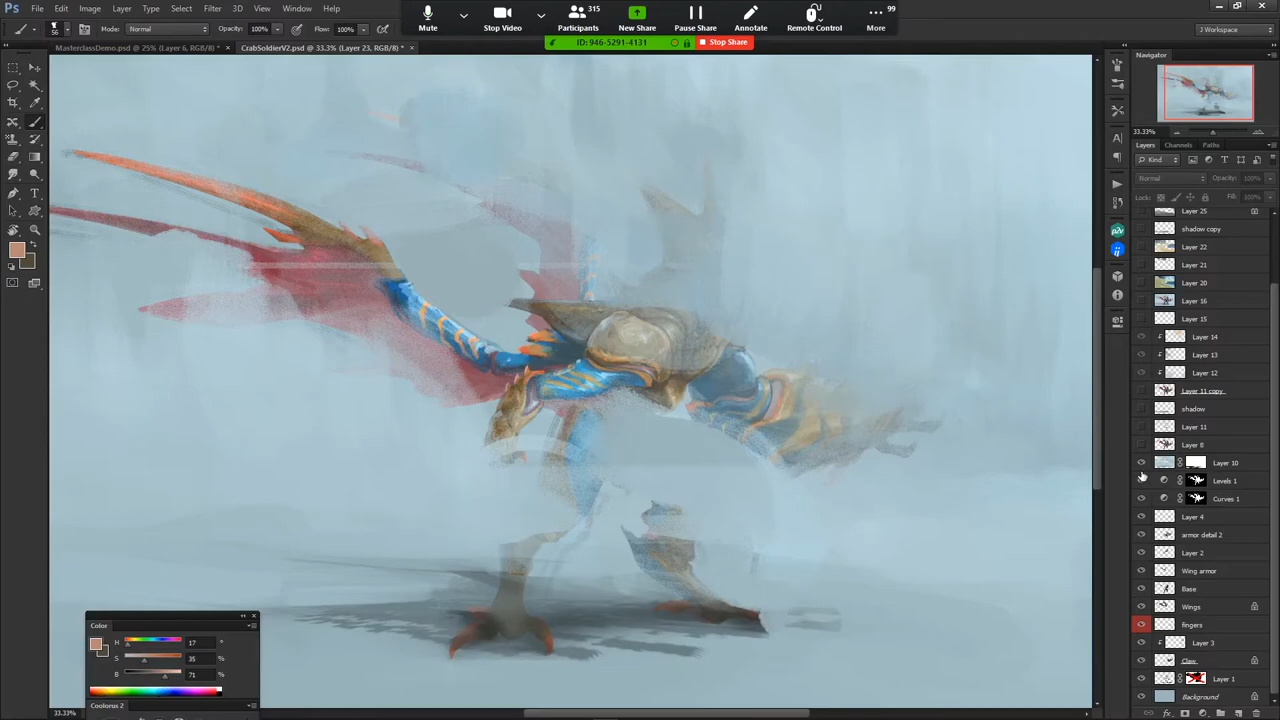 Ps File Edit Image Layer Type Select Filter 3D View Window Help
Mute Stop Video Participants 315 New Share Pause Share Annotate Remote Control More 99
ID: 946-5291-4131 Stop Share
56 Mode: Normal Opacity: 100% Flow: 100% J Workspace
MasterclassDemo.psd @ 25% (Layer 6, RGB/8) * × CrabSoldierV2.psd @ 33.3% (Layer 23, RGB/8) * ×
Navigator
33.33%
Layers Channels Paths
Kind
Normal Opacity: 100%
Lock: Fill: 100%
Layer 25
shadow copy
Layer 22
Layer 21
Layer 20
Layer 16
Layer 15
Layer 14
Layer 13
Layer 12
Layer 11 copy
shadow
Layer 11
Layer 8
Layer 10
Levels 1
Curves 1
Layer 4
armor detail 2
Layer 2
Wing armor
Base
Wings
fingers
Layer 3
Claw
Layer 1
Background
Color
H 17 °
S 35 %
B 71 %
Coolorus 2
33.33%